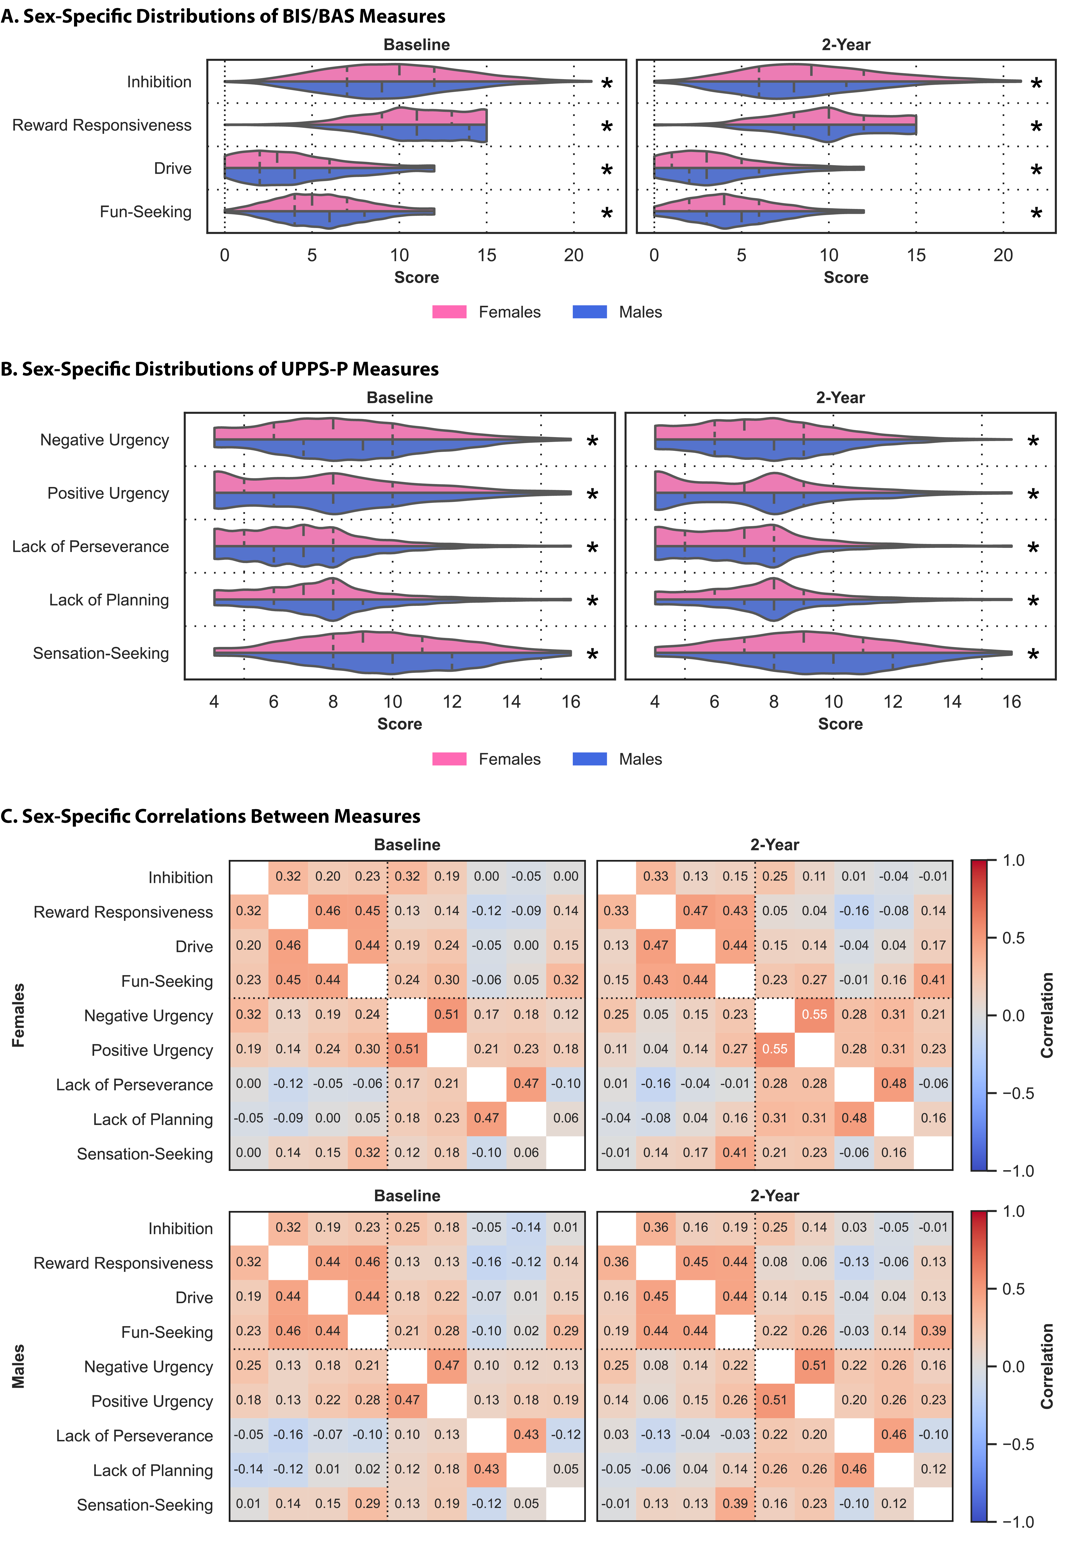 A. Sex-Specific Distributions of BIS/BAS Measures
Baseline 2-Year
Inhibition * *
Reward Responsiveness * *
Drive * *
Fun-Seeking * *
0 5 10 15 20 0 5 10 15 20
Score Score
Females Males
B. Sex-Specific Distributions of UPPS-P Measures
Baseline 2-Year
Negative Urgency * *
Positive Urgency * *
Lack of Perseverance * *
Lack of Planning * *
Sensation-Seeking * *
4 6 8 10 12 14 16 4 6 8 10 12 14 16
Score Score
Females Males
C. Sex-Specific Correlations Between Measures
Baseline 2-Year
Females
Inhibition 0.32 0.20 0.23 0.32 0.19 0.00 -0.05 0.00 0.33 0.13 0.15 0.25 0.11 0.01 -0.04 -0.01
Reward Responsiveness 0.32 0.46 0.45 0.13 0.14 -0.12 -0.09 0.14 0.33 0.47 0.43 0.05 0.04 -0.16 -0.08 0.14
Drive 0.20 0.46 0.44 0.19 0.24 -0.05 0.00 0.15 0.13 0.47 0.44 0.15 0.14 -0.04 0.04 0.17
Fun-Seeking 0.23 0.45 0.44 0.24 0.30 -0.06 0.05 0.32 0.15 0.43 0.44 0.23 0.27 -0.01 0.16 0.41
Negative Urgency 0.32 0.13 0.19 0.24 0.51 0.17 0.18 0.12 0.25 0.05 0.15 0.23 0.55 0.28 0.31 0.21
Positive Urgency 0.19 0.14 0.24 0.30 0.51 0.21 0.23 0.18 0.11 0.04 0.14 0.27 0.55 0.28 0.31 0.23
Lack of Perseverance 0.00 -0.12 -0.05 -0.06 0.17 0.21 0.47 -0.10 0.01 -0.16 -0.04 -0.01 0.28 0.28 0.48 -0.06
Lack of Planning -0.05 -0.09 0.00 0.05 0.18 0.23 0.47 0.06 -0.04 -0.08 0.04 0.16 0.31 0.31 0.48 0.16
Sensation-Seeking 0.00 0.14 0.15 0.32 0.12 0.18 -0.10 0.06 -0.01 0.14 0.17 0.41 0.21 0.23 -0.06 0.16
1.0
0.5
0.0
−0.5
−1.0
Correlation
Baseline 2-Year
Males
Inhibition 0.32 0.19 0.23 0.25 0.18 -0.05 -0.14 0.01 0.36 0.16 0.19 0.25 0.14 0.03 -0.05 -0.01
Reward Responsiveness 0.32 0.44 0.46 0.13 0.13 -0.16 -0.12 0.14 0.36 0.45 0.44 0.08 0.06 -0.13 -0.06 0.13
Drive 0.19 0.44 0.44 0.18 0.22 -0.07 0.01 0.15 0.16 0.45 0.44 0.14 0.15 -0.04 0.04 0.13
Fun-Seeking 0.23 0.46 0.44 0.21 0.28 -0.10 0.02 0.29 0.19 0.44 0.44 0.22 0.26 -0.03 0.14 0.39
Negative Urgency 0.25 0.13 0.18 0.21 0.47 0.10 0.12 0.13 0.25 0.08 0.14 0.22 0.51 0.22 0.26 0.16
Positive Urgency 0.18 0.13 0.22 0.28 0.47 0.13 0.18 0.19 0.14 0.06 0.15 0.26 0.51 0.20 0.26 0.23
Lack of Perseverance -0.05 -0.16 -0.07 -0.10 0.10 0.13 0.43 -0.12 0.03 -0.13 -0.04 -0.03 0.22 0.20 0.46 -0.10
Lack of Planning -0.14 -0.12 0.01 0.02 0.12 0.18 0.43 0.05 -0.05 -0.06 0.04 0.14 0.26 0.26 0.46 0.12
Sensation-Seeking 0.01 0.14 0.15 0.29 0.13 0.19 -0.12 0.05 -0.01 0.13 0.13 0.39 0.16 0.23 -0.10 0.12
1.0
0.5
0.0
−0.5
−1.0
Correlation